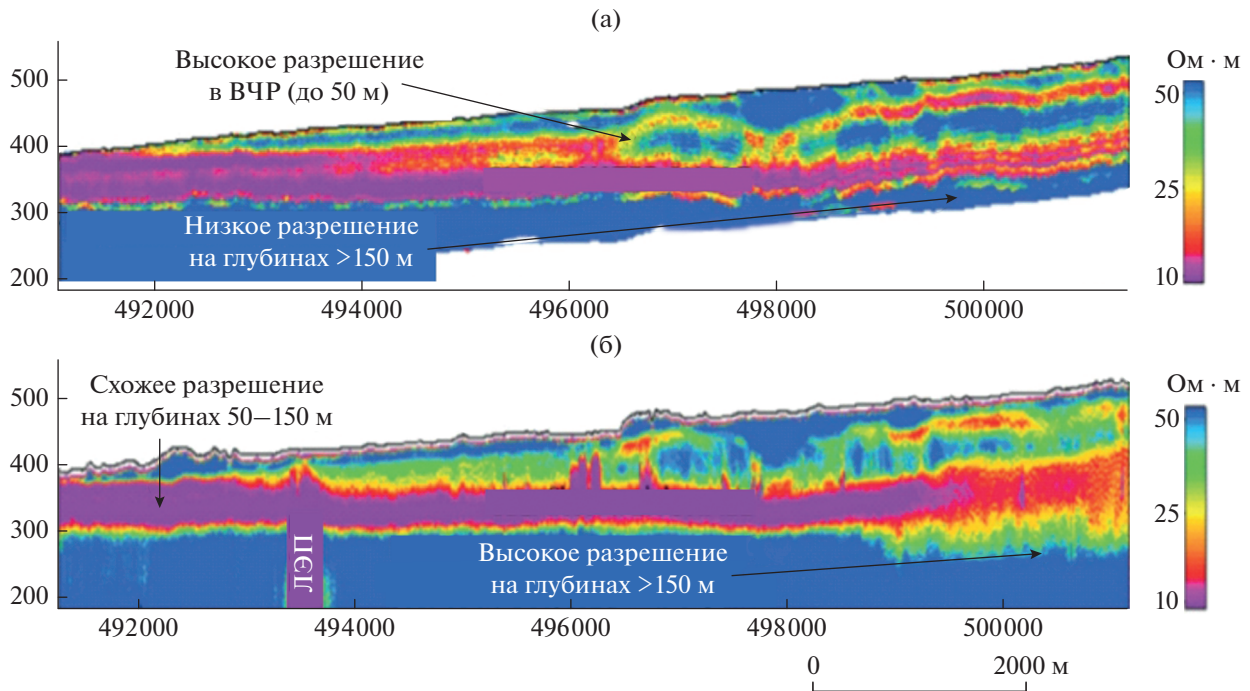 (а)
Высокое разрешение
в ВЧР (до 50 м)
Ом · м
500
400
300
200
50
25
10
Низкое разрешение
на глубинах >150 м
492000
494000
496000
498000
500000
(б)
Схожее разрешение
на глубинах 50–150 м
Ом · м
500
400
300
200
50
25
10
ЛЭП
Высокое разрешение
на глубинах >150 м
492000
494000
496000
498000
500000
0
2000 м